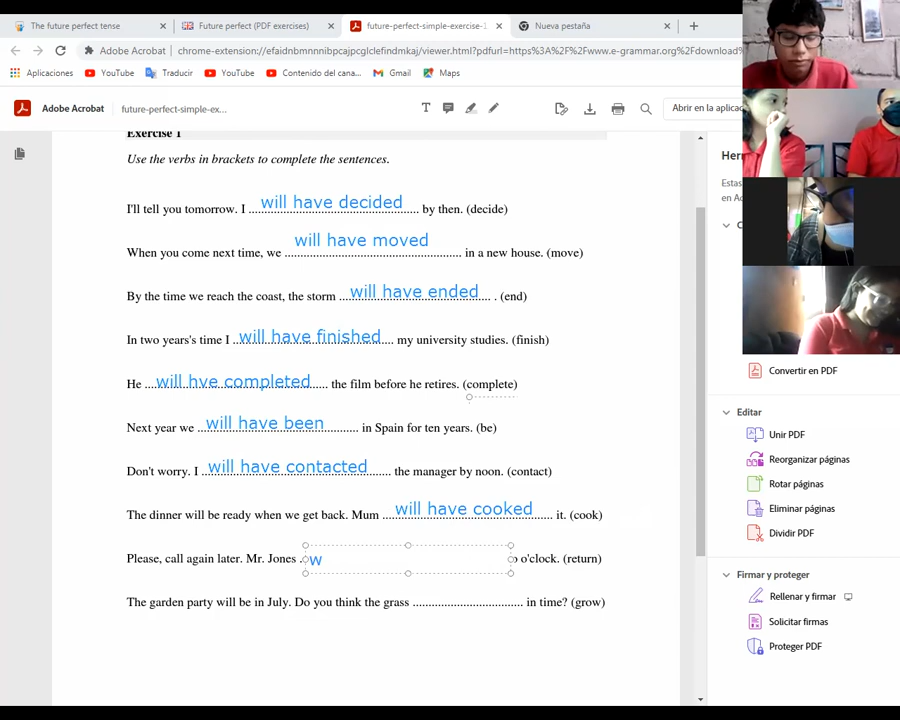 The future perfect tense
Future perfect (PDF exercises)
future-perfect-simple-exercise-1
Nueva pestaña
Adobe Acrobat
chrome-extension://efaidnbmnnnibpcajpcglclefindmkaj/viewer.html?pdfurl=https%3A%2F%2Fwww.e-grammar.org%2Fdownload%
Aplicaciones
YouTube
Traducir
YouTube
Contenido del cana...
Gmail
Maps
Adobe Acrobat
future-perfect-simple-ex...
Abrir en la aplicac
Exercise 1
Use the verbs in brackets to complete the sentences.
I'll tell you tomorrow. I will have decided by then. (decide)
When you come next time, we will have moved in a new house. (move)
By the time we reach the coast, the storm will have ended . (end)
In two years's time I will have finished my university studies. (finish)
He will hve completed the film before he retires. (complete)
Next year we will have been in Spain for ten years. (be)
Don't worry. I will have contacted the manager by noon. (contact)
The dinner will be ready when we get back. Mum will have cooked it. (cook)
Please, call again later. Mr. Jones w o'clock. (return)
The garden party will be in July. Do you think the grass .................................. in time? (grow)
Convertir en PDF
Editar
Unir PDF
Reorganizar páginas
Rotar páginas
Eliminar páginas
Dividir PDF
Firmar y proteger
Rellenar y firmar
Solicitar firmas
Proteger PDF